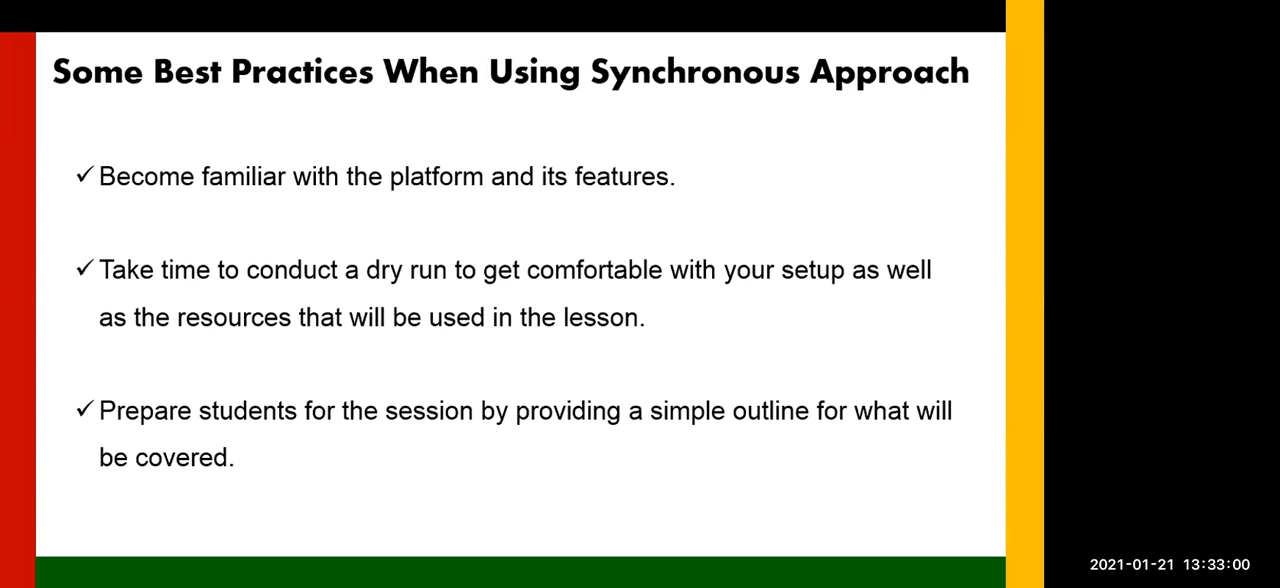 Some Best Practices When Using Synchronous Approach
✓ Become familiar with the platform and its features.
✓ Take time to conduct a dry run to get comfortable with your setup as well
as the resources that will be used in the lesson.
✓ Prepare students for the session by providing a simple outline for what will
be covered.
2021-01-21 13:33:00